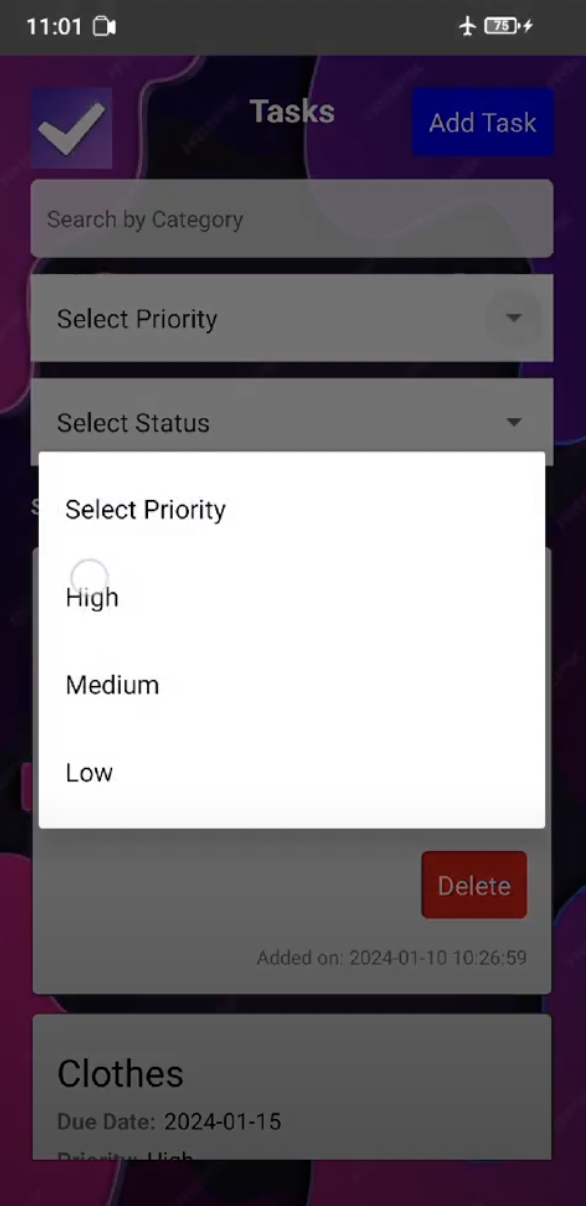 11:01
75
Tasks
Add Task
Search by Category
Select Priority
Select Status
Select Priority
High
Medium
Low
Delete
Added on: 2024-01-10 10:26:59
Clothes
Due Date: 2024-01-15
Priority: High